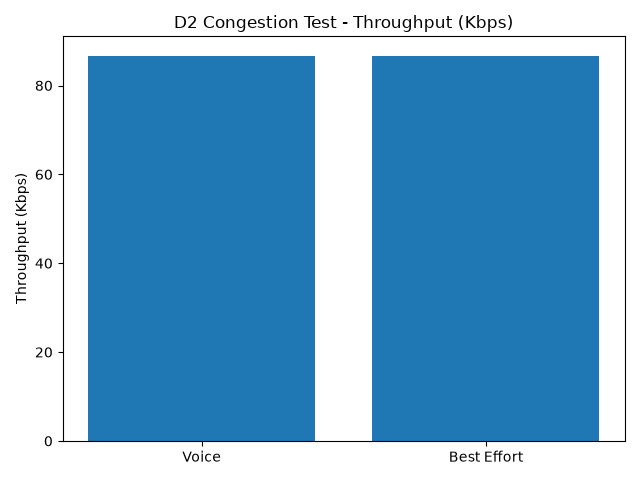 D2 Congestion Test - Throughput (Kbps)
Throughput (Kbps)
80
60
40
20
0
Voice
Best Effort